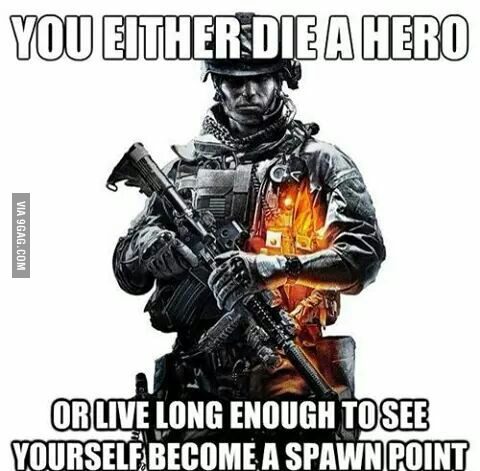 YOU EITHER DIE A HERO
VIA 9GAG.COM
OR LIVE LONG ENOUGH TO SEE
YOURSELF BECOME A SPAWN POINT